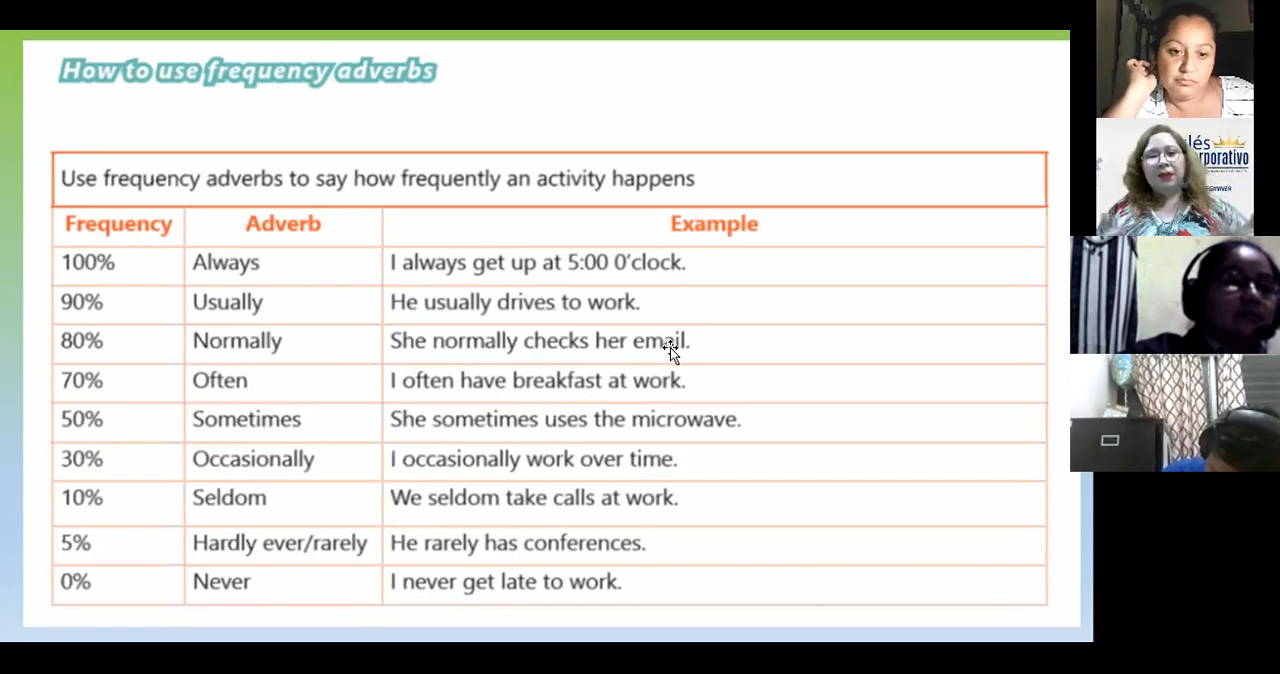 How to use frequency adverbs
Use frequency adverbs to say how frequently an activity happens
Frequency Adverb Example
100% Always I always get up at 5:00 0'clock.
90% Usually He usually drives to work.
80% Normally She normally checks her email.
70% Often I often have breakfast at work.
50% Sometimes She sometimes uses the microwave.
30% Occasionally I occasionally work over time.
10% Seldom We seldom take calls at work.
5% Hardly ever/rarely He rarely has conferences.
0% Never I never get late to work.